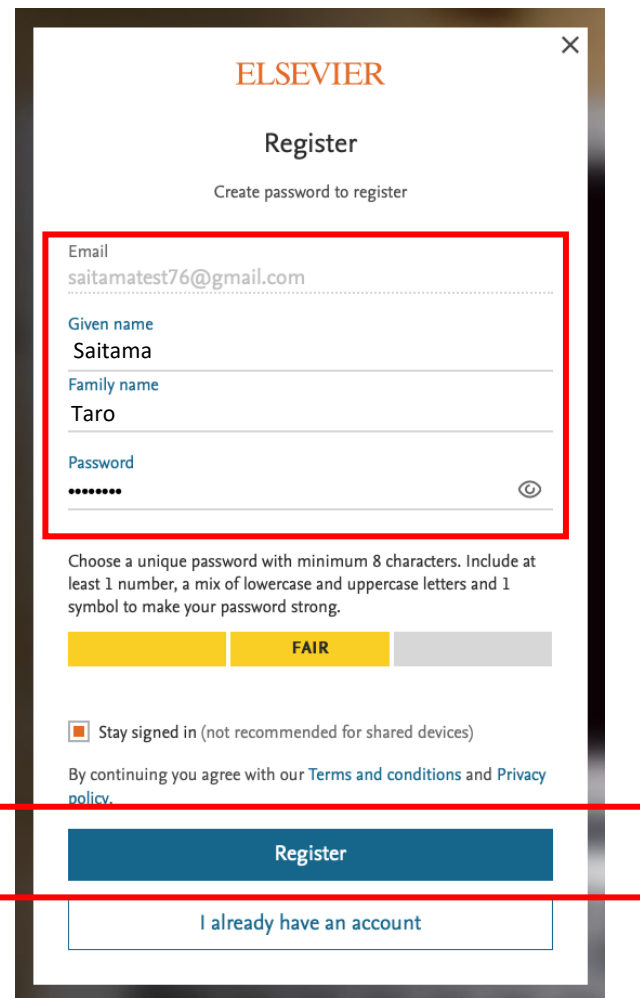 ELSEVIER
Register
Create password to register
Email
saitamatest76@gmail.com
Given name
Saitama
Family name
Taro
Password
••••••••
Choose a unique password with minimum 8 characters. Include at
least 1 number, a mix of lowercase and uppercase letters and 1
symbol to make your password strong.
FAIR
Stay signed in (not recommended for shared devices)
By continuing you agree with our Terms and conditions and Privacy
policy.
Register
I already have an account